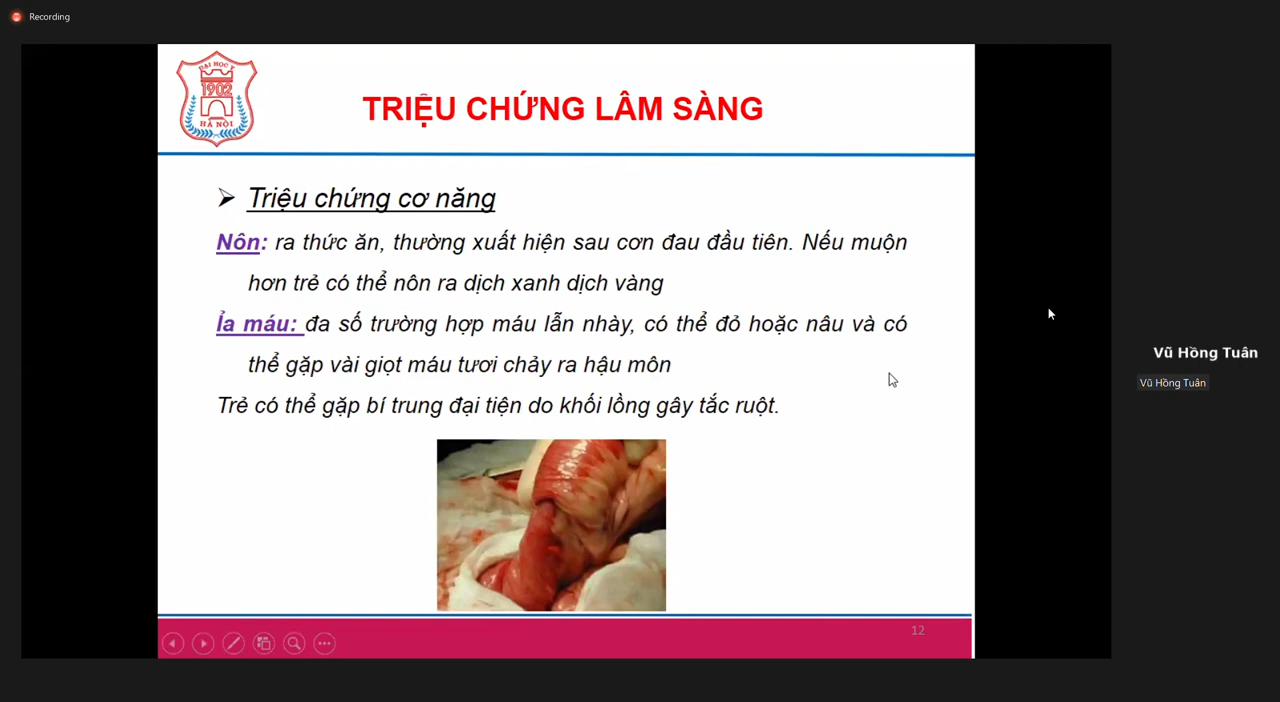 Recording
ĐẠI HỌC Y
1902
HÀ NỘI
TRIỆU CHỨNG LÂM SÀNG
Triệu chứng cơ năng
Nôn: ra thức ăn, thường xuất hiện sau cơn đau đầu tiên. Nếu muộn
hơn trẻ có thể nôn ra dịch xanh dịch vàng
Ỉa máu: đa số trường hợp máu lẫn nhày, có thể đỏ hoặc nâu và có
thể gặp vài giọt máu tươi chảy ra hậu môn
Trẻ có thể gặp bí trung đại tiện do khối lồng gây tắc ruột.
12
Vũ Hồng Tuân
Vũ Hồng Tuân